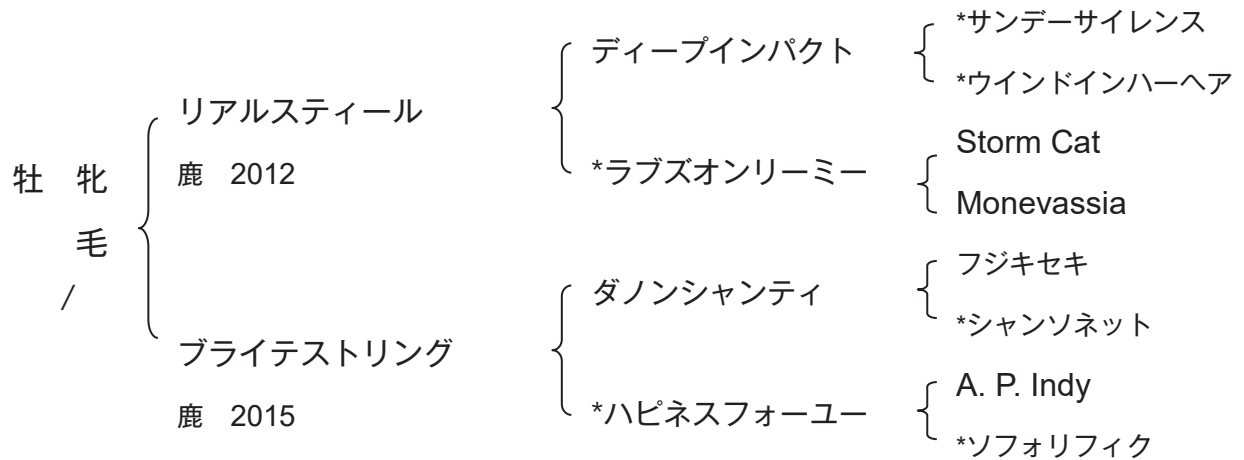 牡　牝
毛
/
リアルスティール
鹿　2012
ブライテストリング
鹿　2015
ディープインパクト
*ラブズオンリーミー
ダノンシャンティ
*ハピネスフォーユー
*サンデーサイレンス
*ウインドインハーヘア
Storm Cat
Monevassia
フジキセキ
*シャンソネット
A. P. Indy
*ソフォリフィク